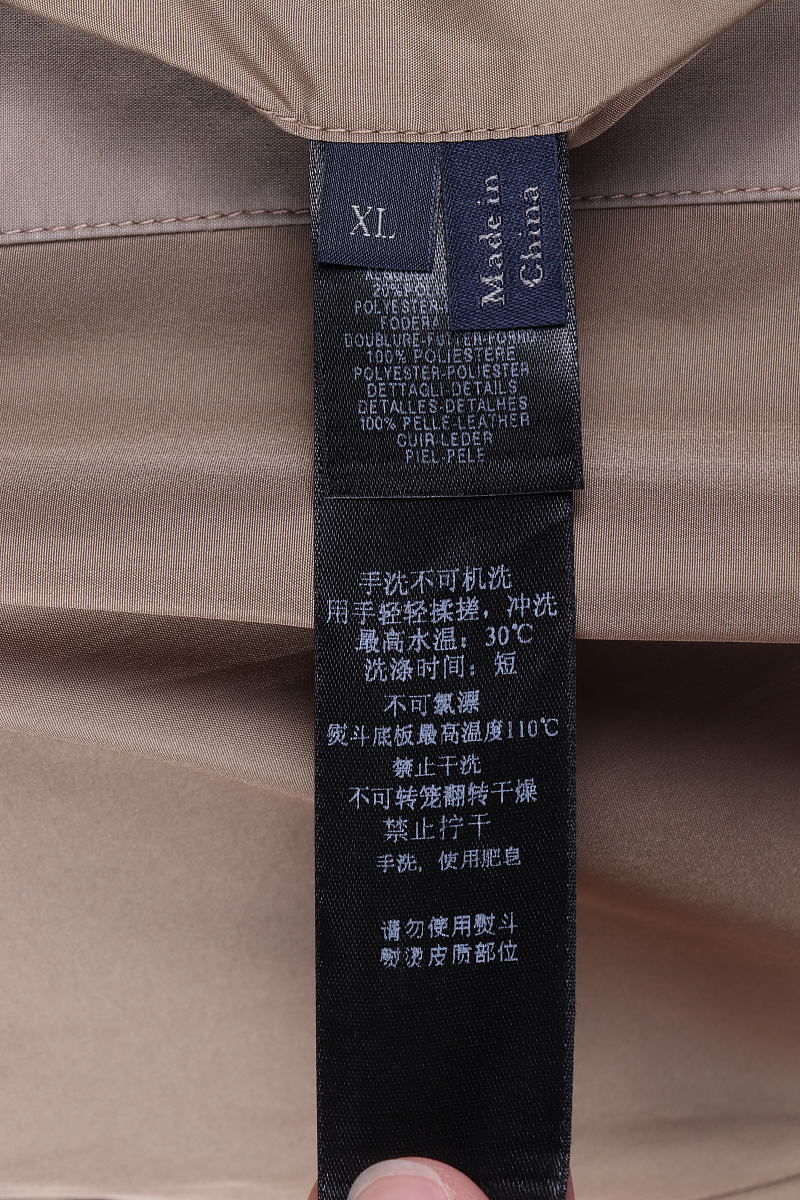 XL
Made in
China
20% POL
POLYESTER-
FODERA
DOUBLURE-FUTTER-FORRO
100% POLIESTERE
POLYESTER-POLIESTER
DETTAGLI-DETAILS
DETALLES-DETALHES
100% PELLE-LEATHER
CUIR-LEDER
PIEL-PELE
手洗不可机洗
用手轻轻揉搓，冲洗
最高水温：30℃
洗涤时间：短
不可氯漂
熨斗底板最高温度110℃
禁止干洗
不可转笼翻转干燥
禁止拧干
手洗，使用肥皂
请勿使用熨斗
熨烫皮质部位